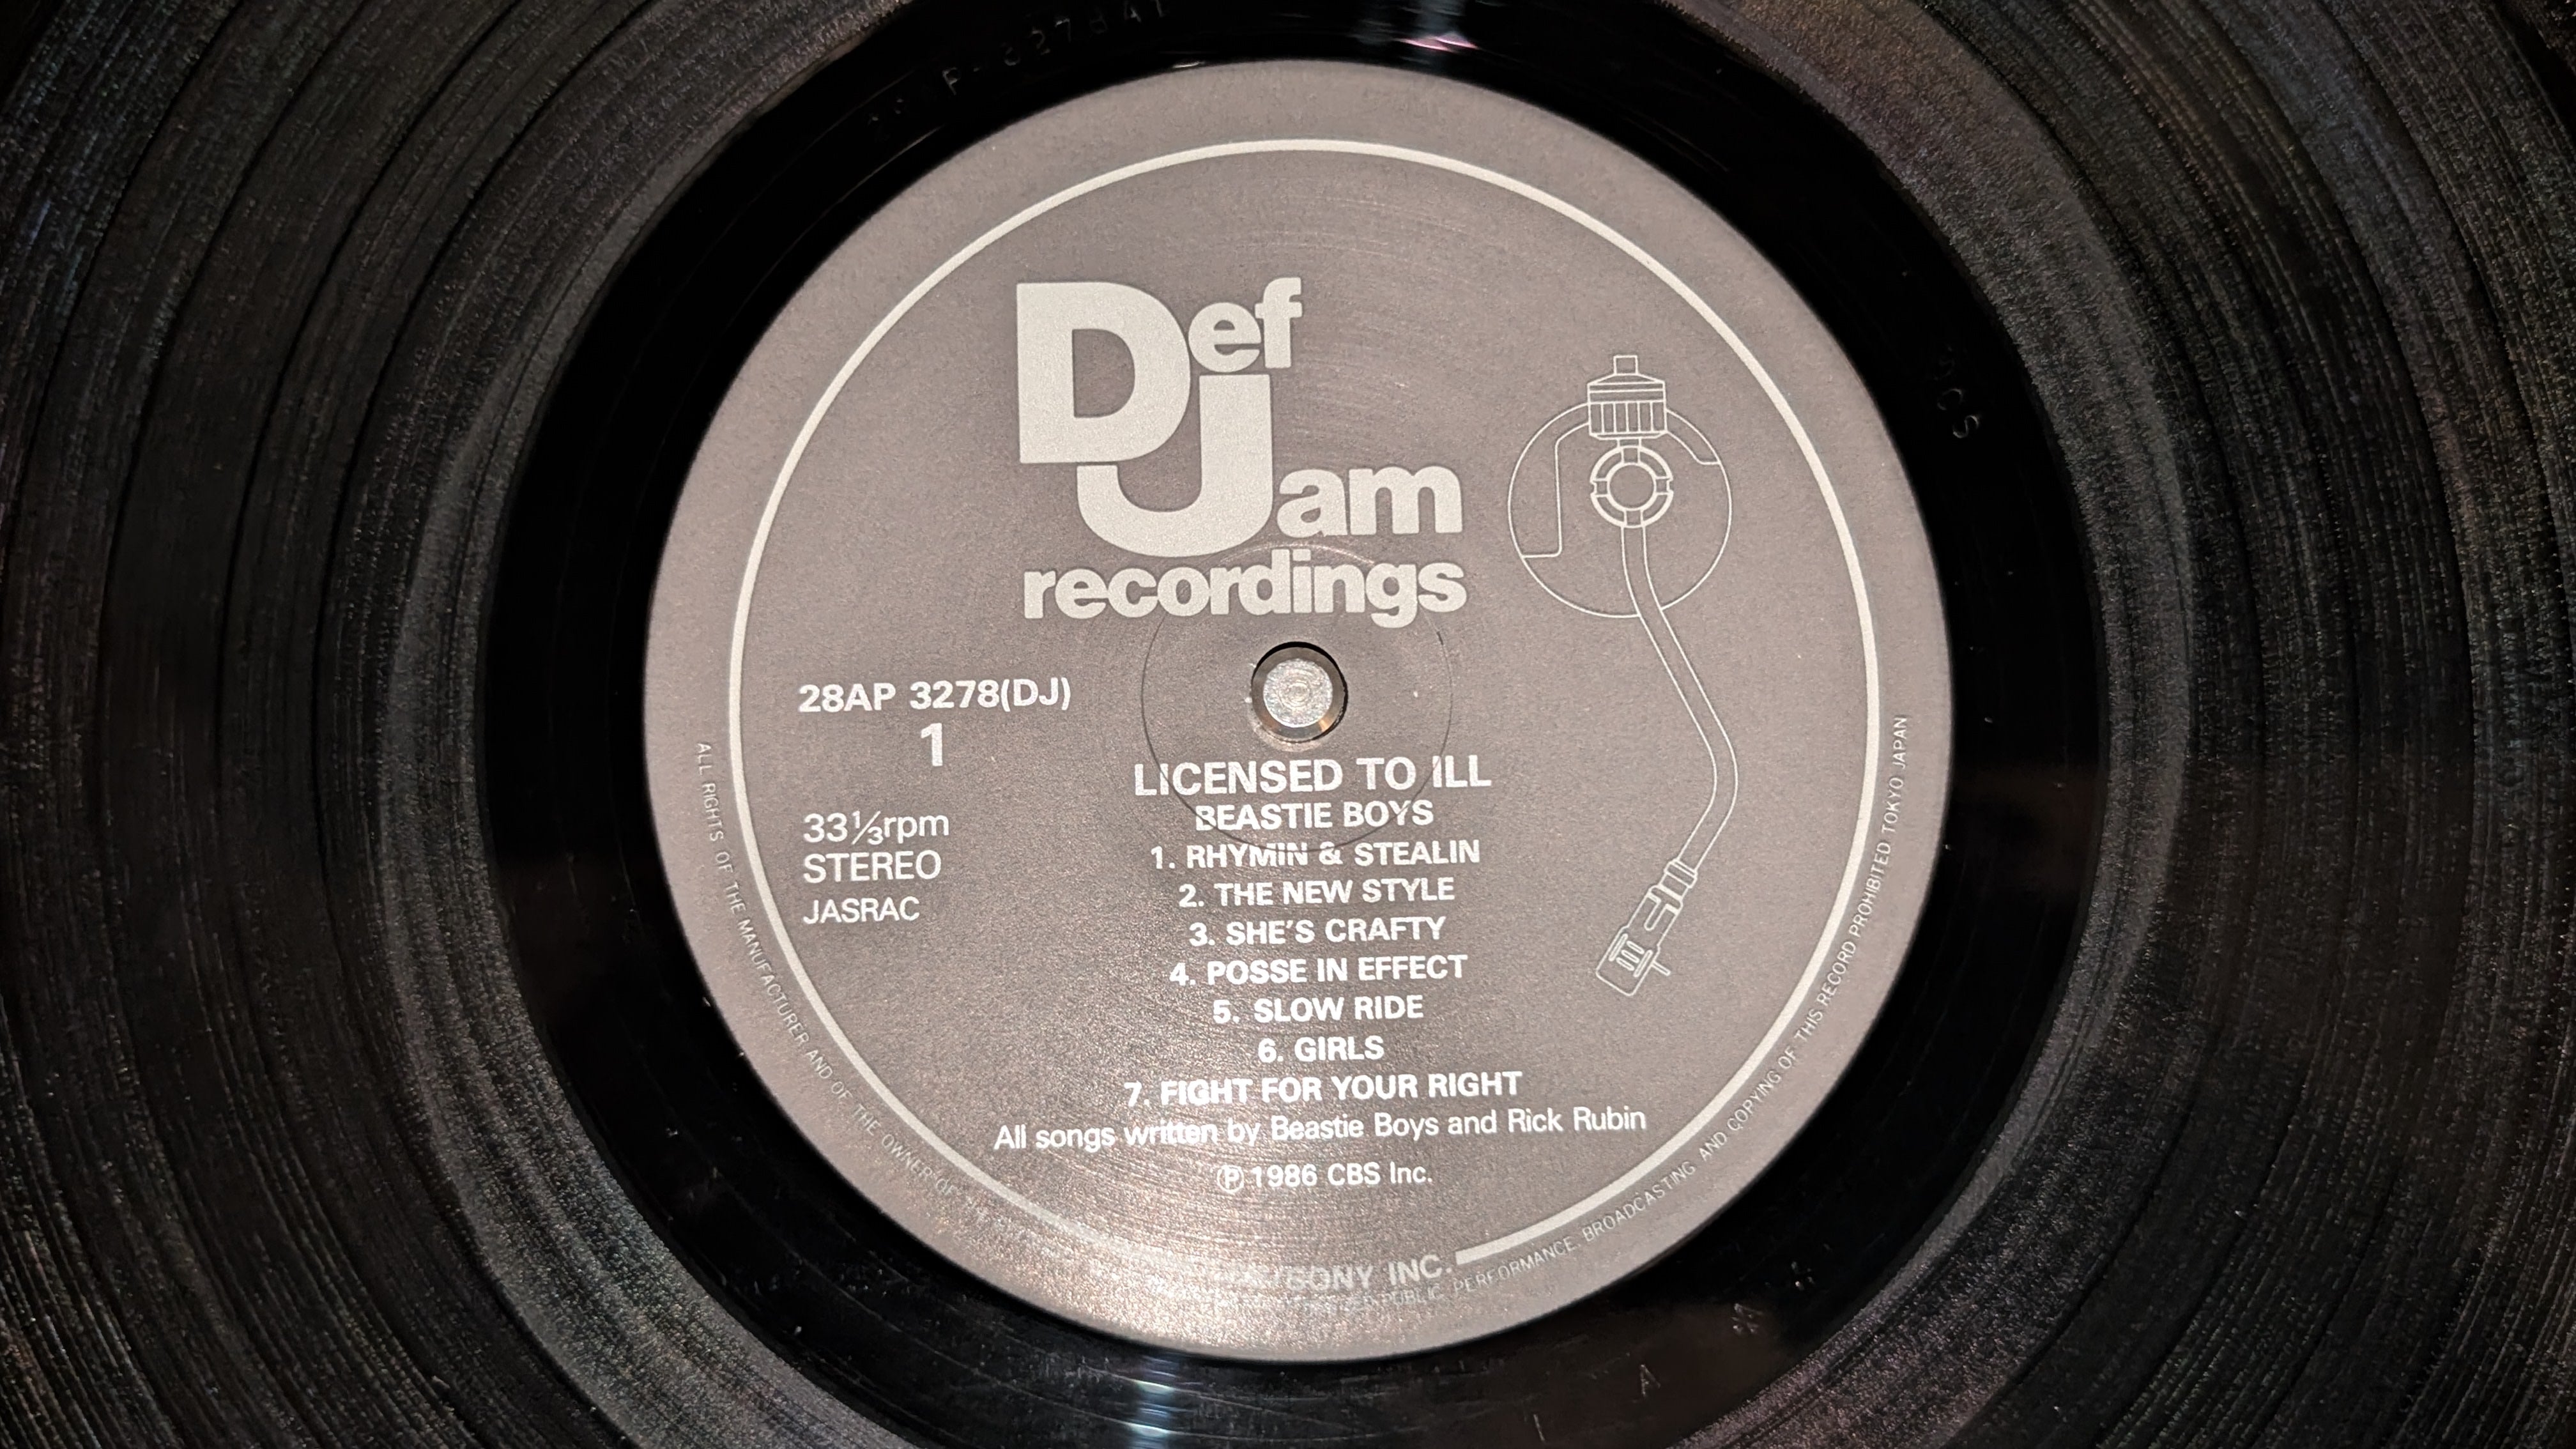 Def
Jam
recordings
28AP 3278(DJ)
1
33⅓rpm
STEREO
JASRAC
LICENSED TO ILL
BEASTIE BOYS
1. RHYMIN & STEALIN
2. THE NEW STYLE
3. SHE'S CRAFTY
4. POSSE IN EFFECT
5. SLOW RIDE
6. GIRLS
7. FIGHT FOR YOUR RIGHT
All songs written by Beastie Boys and Rick Rubin
℗ 1986 CBS Inc.
SONY INC.
ALL RIGHTS OF THE MANUFACTURER AND OF THE OWNER OF THE
PUBLIC PERFORMANCE. BROADCASTING AND COPYING OF THIS RECORD PROHIBITED TOKYO JAPAN
A